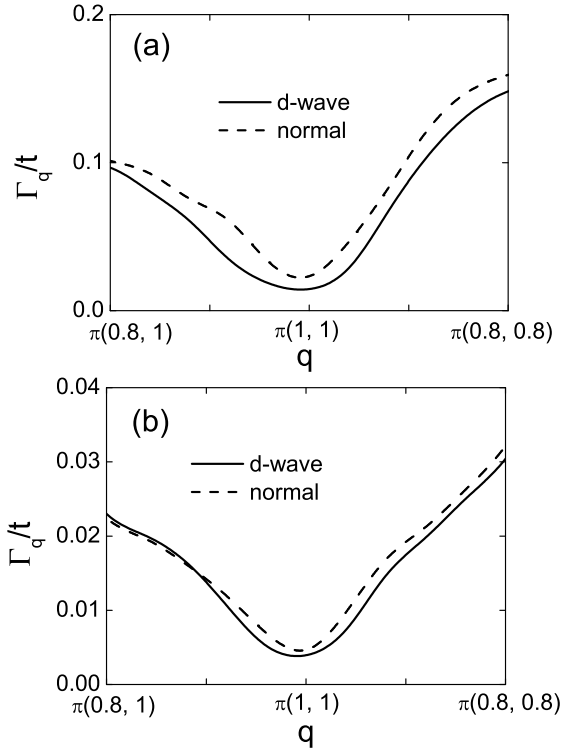 0.2
(a)
d-wave
normal
0.1
Γq/t
0.0
π(0.8, 1)
π(1, 1)
π(0.8, 0.8)
q
0.04
(b)
0.03
d-wave
normal
0.02
Γq/t
0.01
0.00
π(0.8, 1)
π(1, 1)
π(0.8, 0.8)
q